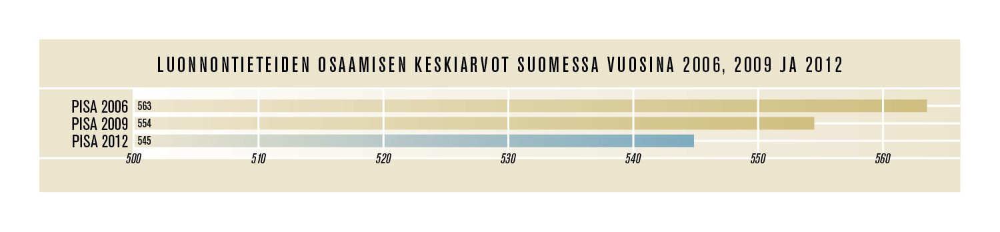 LUONNONTIETEIDEN OSAAMISEN KESKIARVOT SUOMESSA VUOSINA 2006, 2009 JA 2012
PISA 2006 563
PISA 2009 554
PISA 2012 545
500 510 520 530 540 550 560